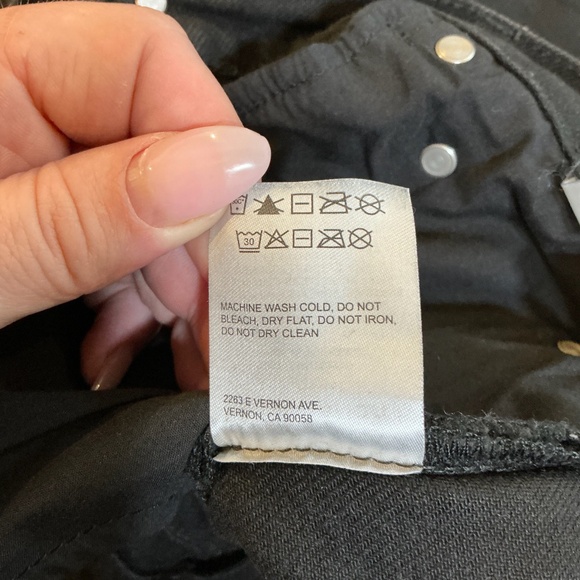 30
MACHINE WASH COLD, DO NOT
BLEACH, DRY FLAT, DO NOT IRON,
DO NOT DRY CLEAN
2263 E VERNON AVE.
VERNON, CA 90058